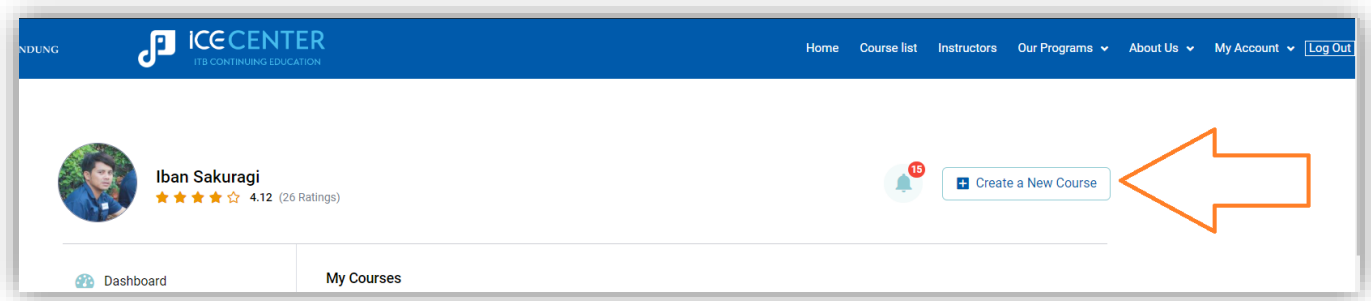 NDUNG
iCE CENTER
ITB CONTINUING EDUCATION
Home Course list Instructors Our Programs About Us My Account Log Out
Iban Sakuragi
4.12 (26 Ratings)
15
Create a New Course
Dashboard
My Courses